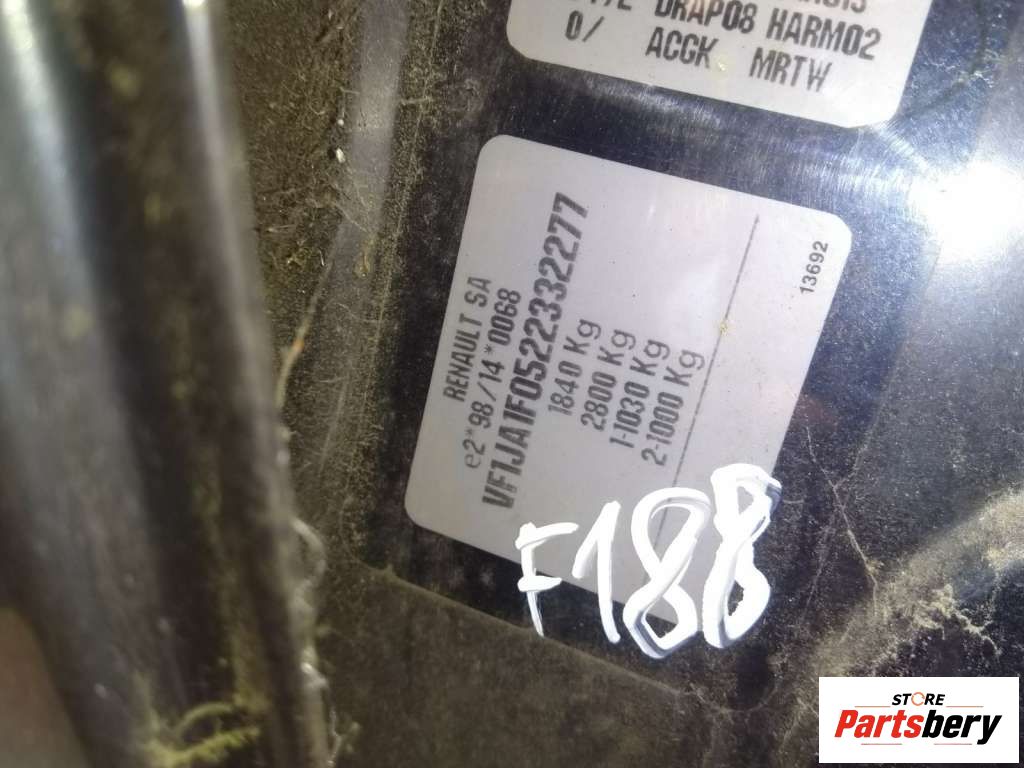 DRAP08 HARM02
0/ ACGK MRTW
RENAULT SA
e2*98/14*0068
VF1JA1F0522332277
1840 Kg
2800 Kg
1-1030 Kg
2-1000 Kg
13692
F188
STORE
Partsbery